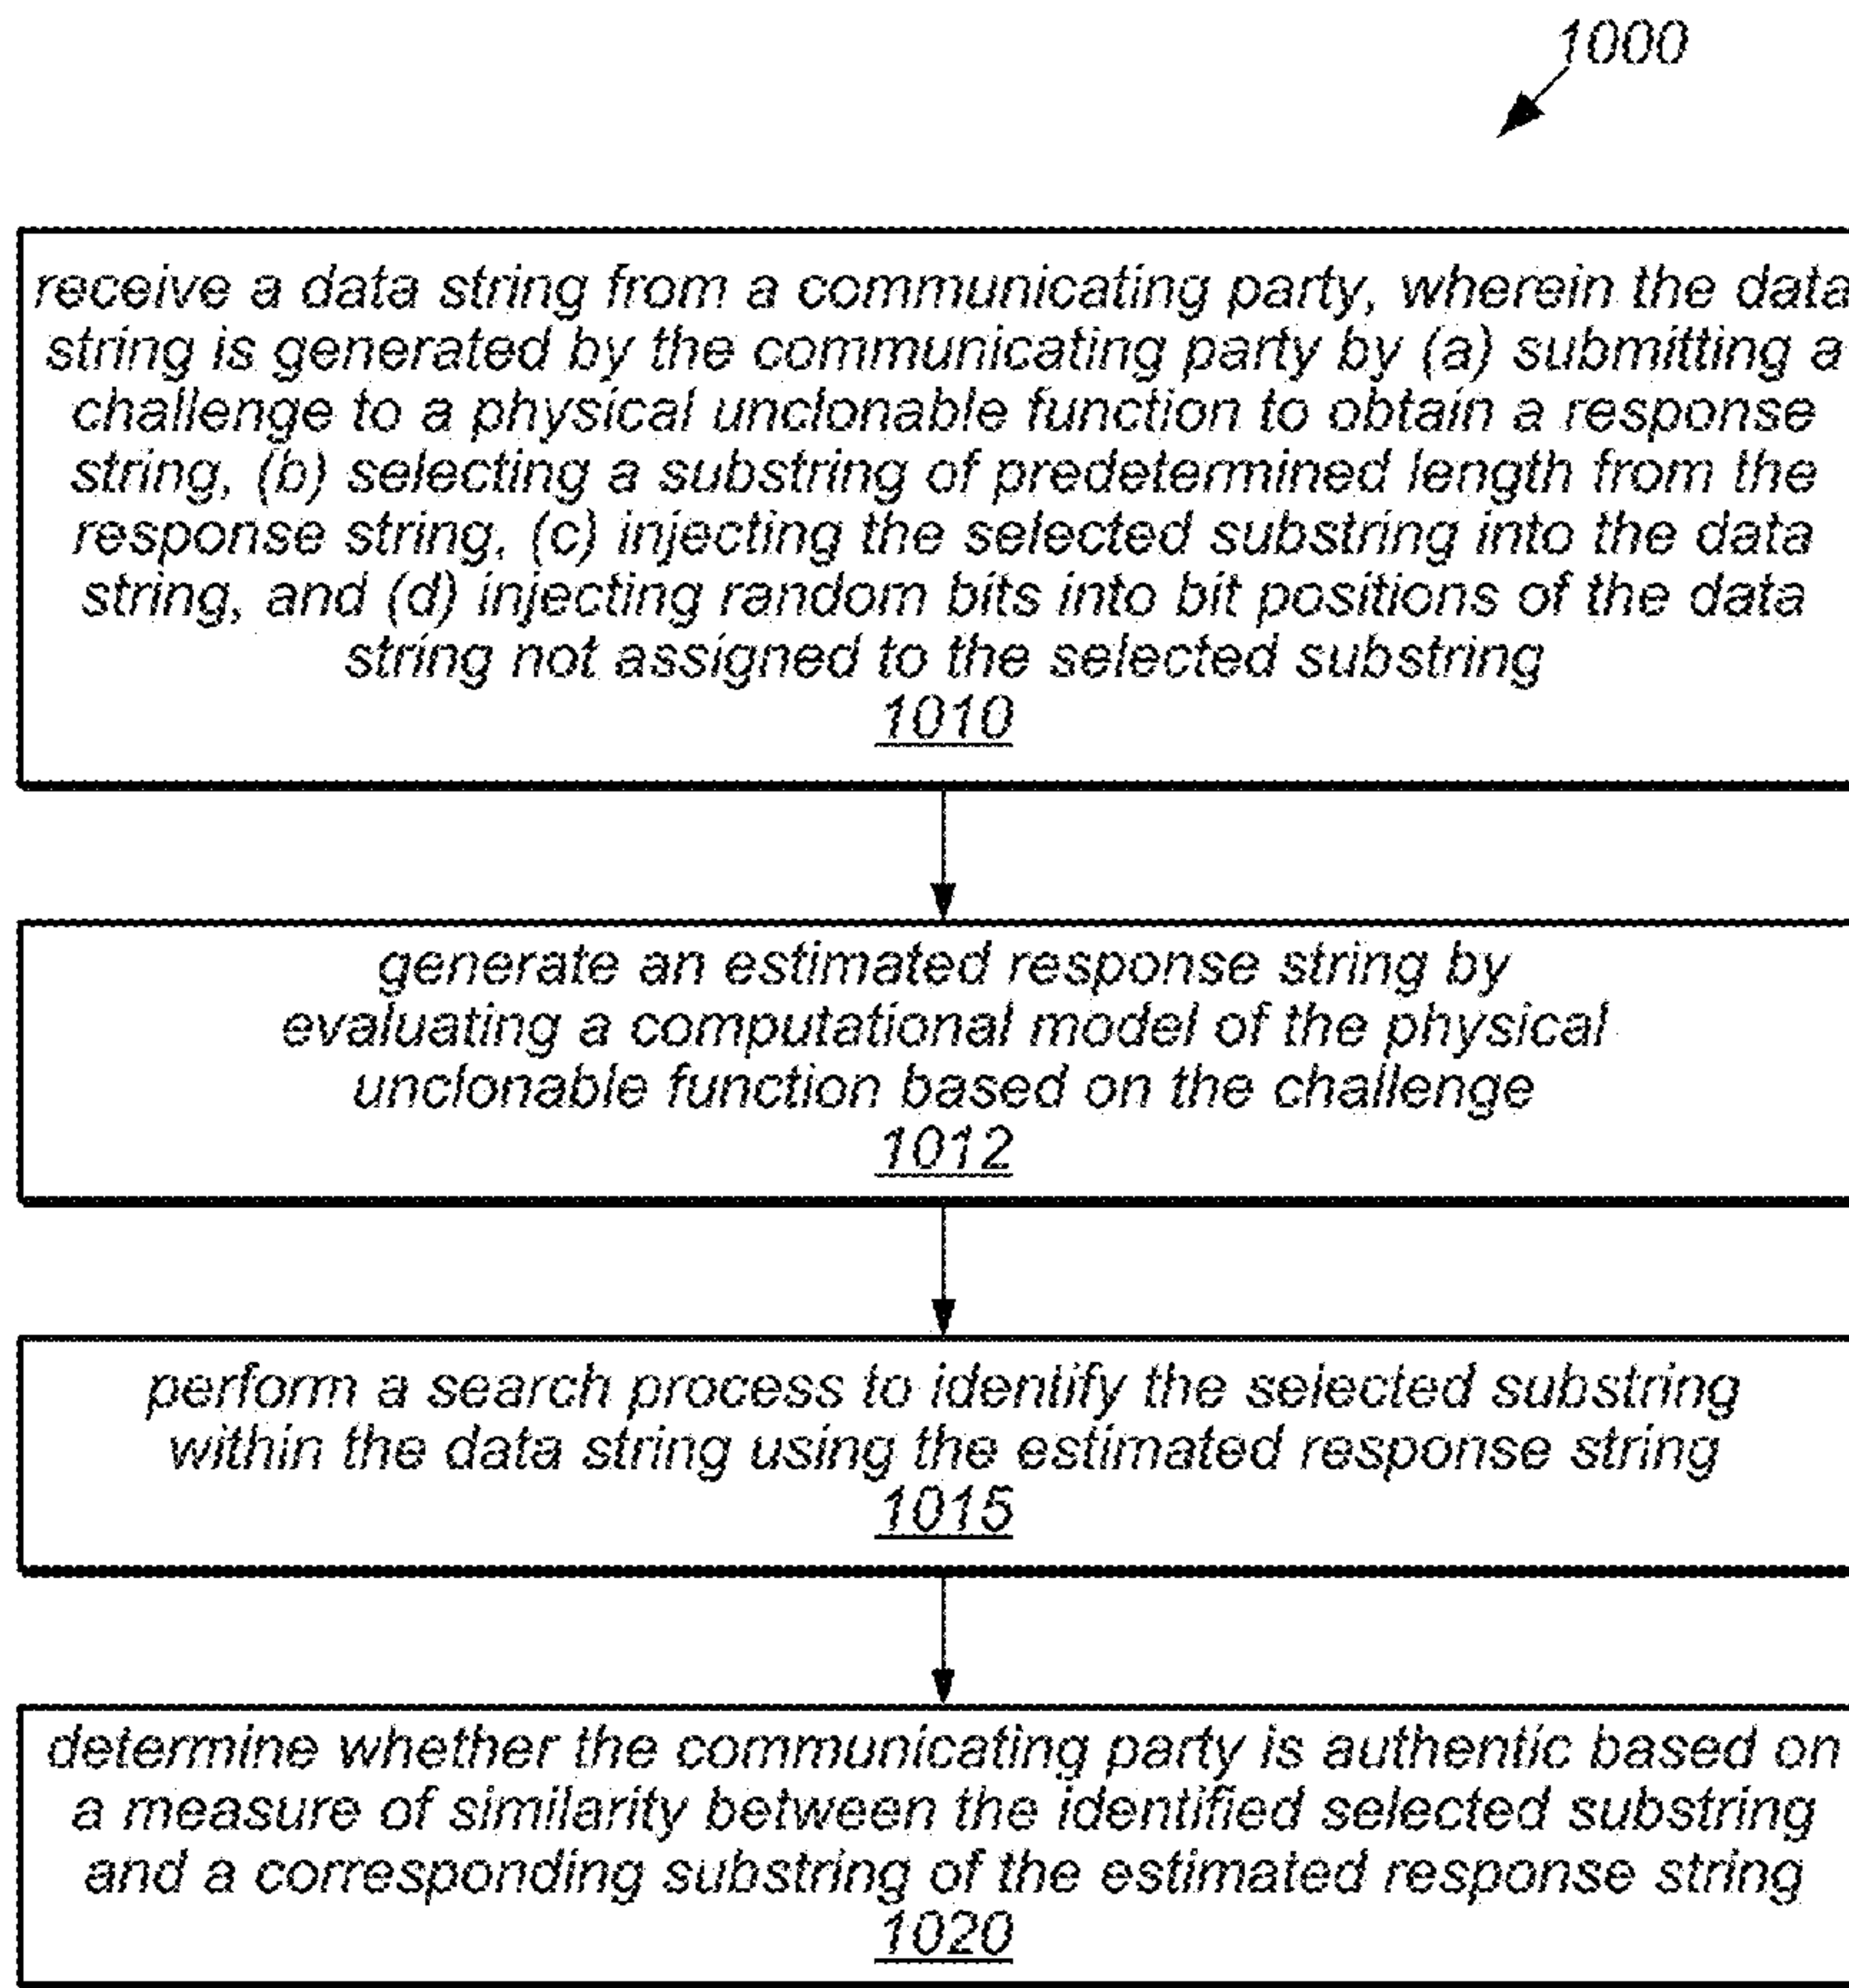 1000
receive a data string from a communicating party, wherein the data
string is generated by the communicating party by (a) submitting a
challenge to a physical unclonable function to obtain a response
string, (b) selecting a substring of predetermined length from the
response string, (c) injecting the selected substring into the data
string, and (d) injecting random bits into bit positions of the data
string not assigned to the selected substring
1010
generate an estimated response string by
evaluating a computational model of the physical
unclonable function based on the challenge
1012
perform a search process to identify the selected substring
within the data string using the estimated response string
1015
determine whether the communicating party is authentic based on
a measure of similarity between the identified selected substring
and a corresponding substring of the estimated response string
1020